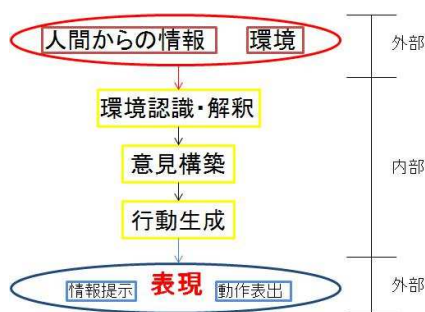 人間からの情報 環境 外部
環境認識・解釈
意見構築 内部
行動生成
情報提示 表現 動作表出 外部